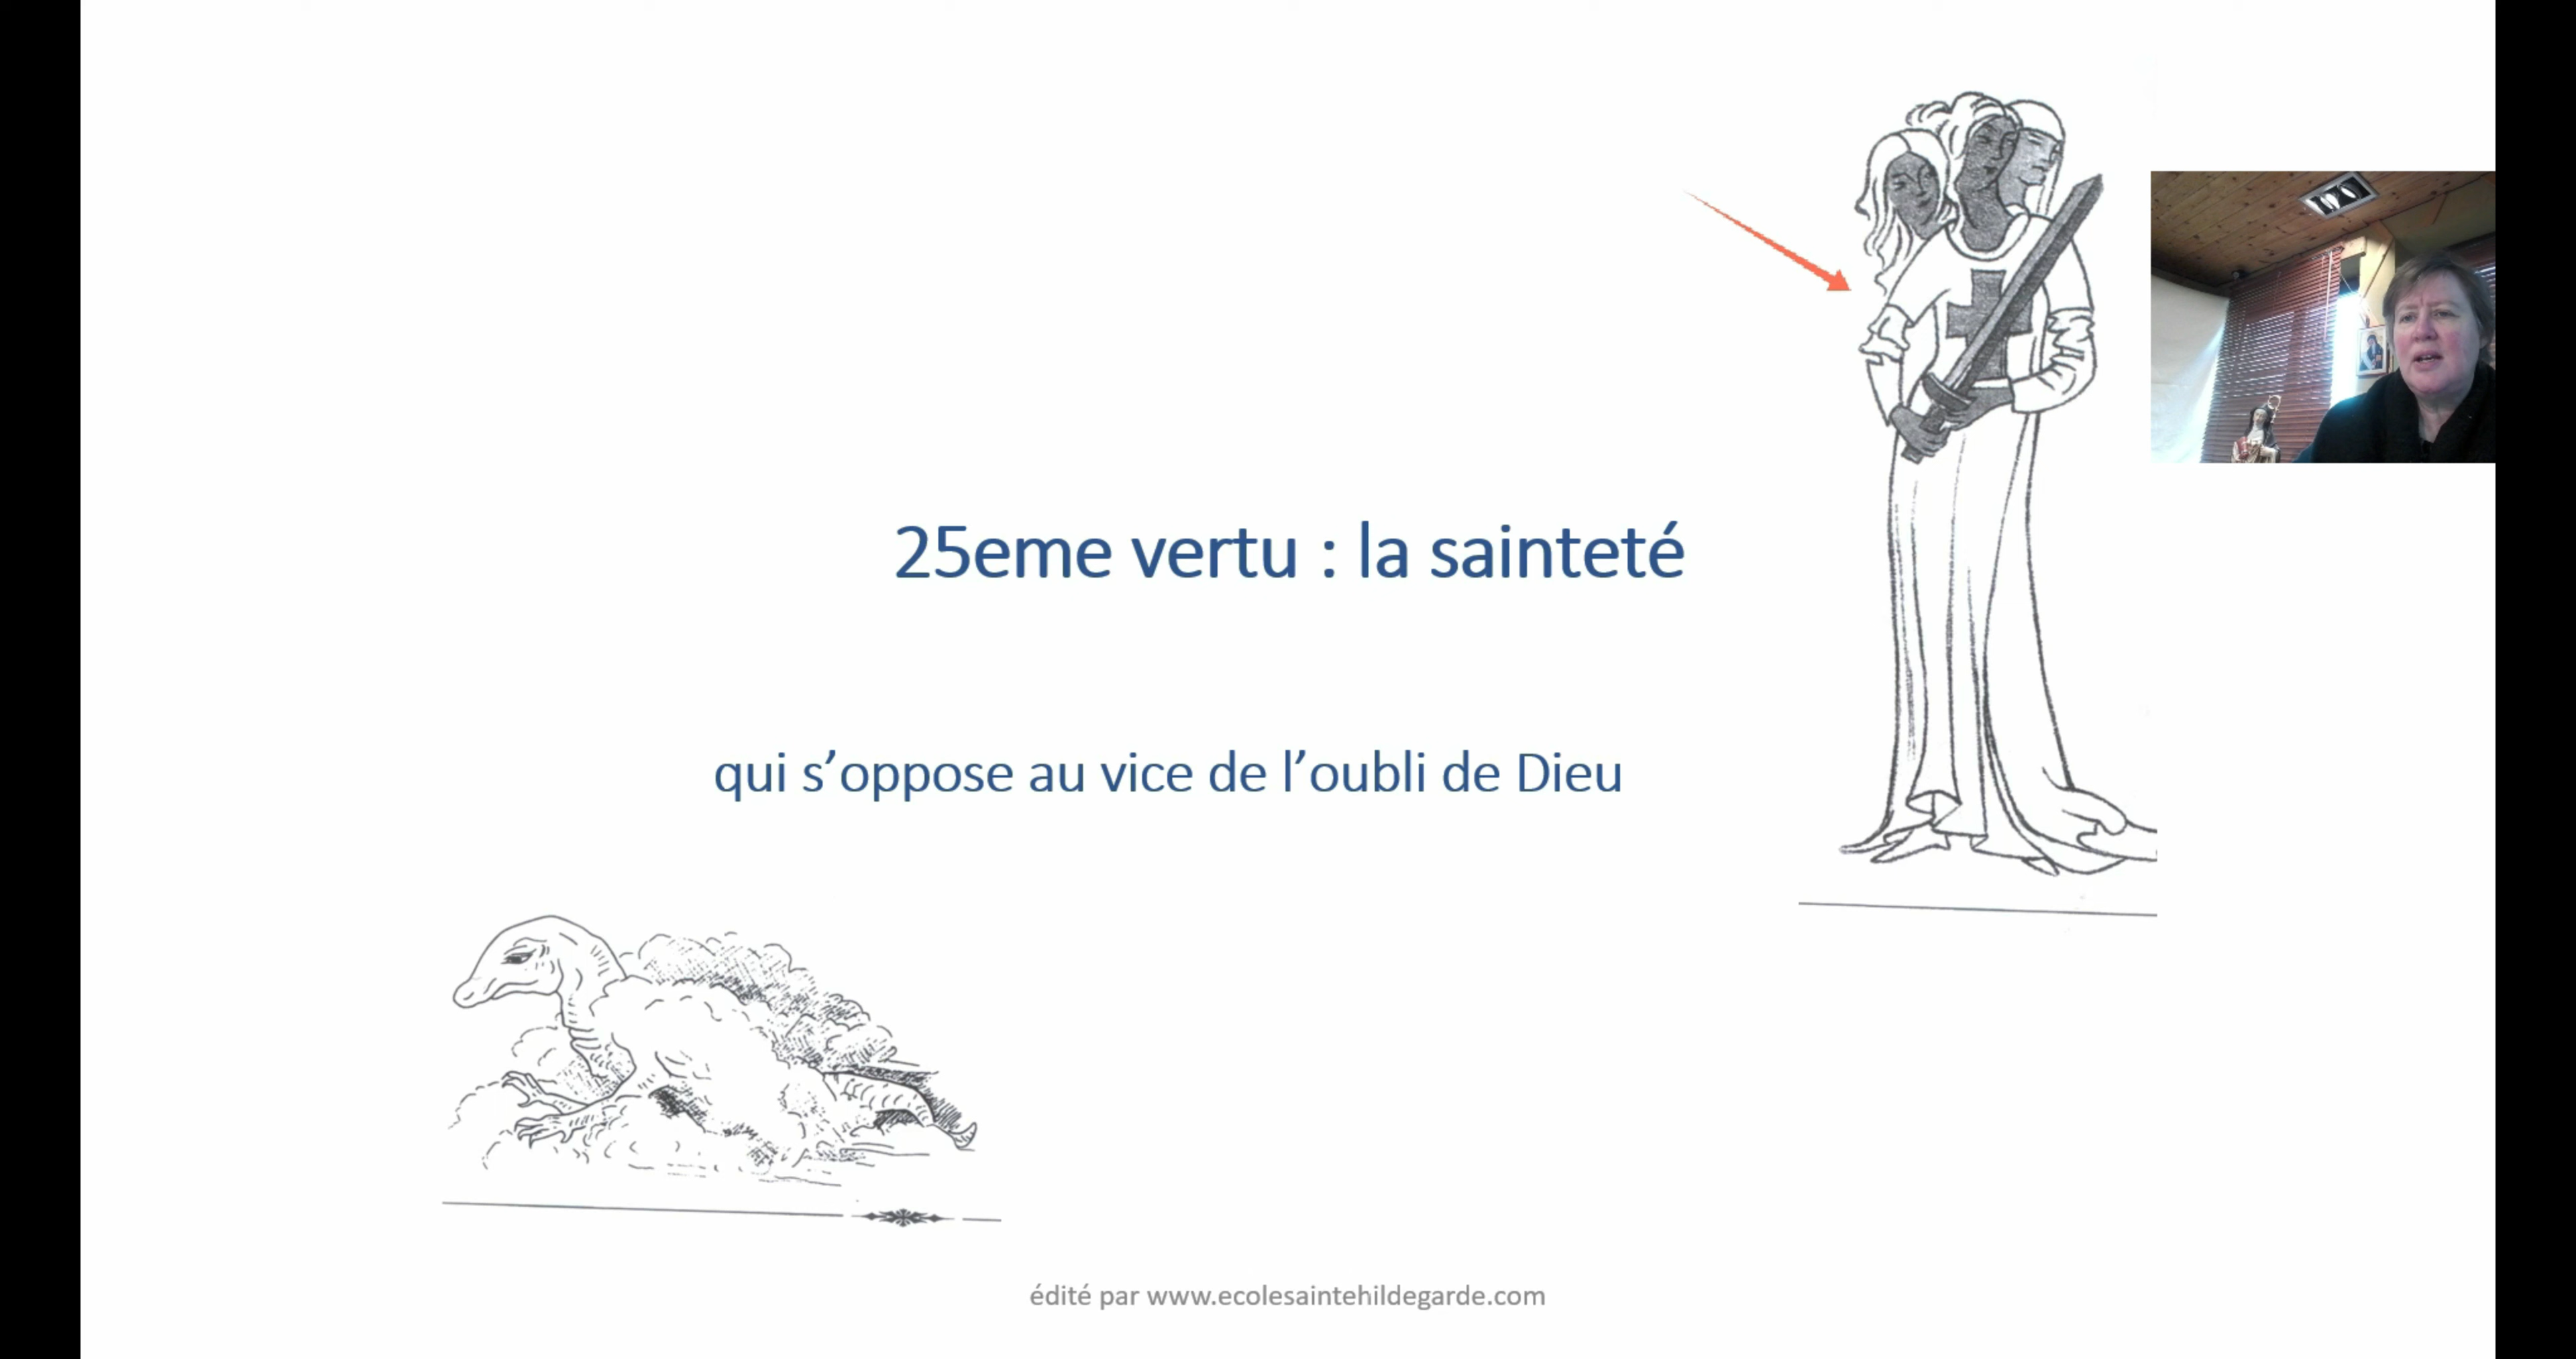 25eme vertu : la sainteté
qui s’oppose au vice de l’oubli de Dieu
édité par www.ecolesaintehildegarde.com